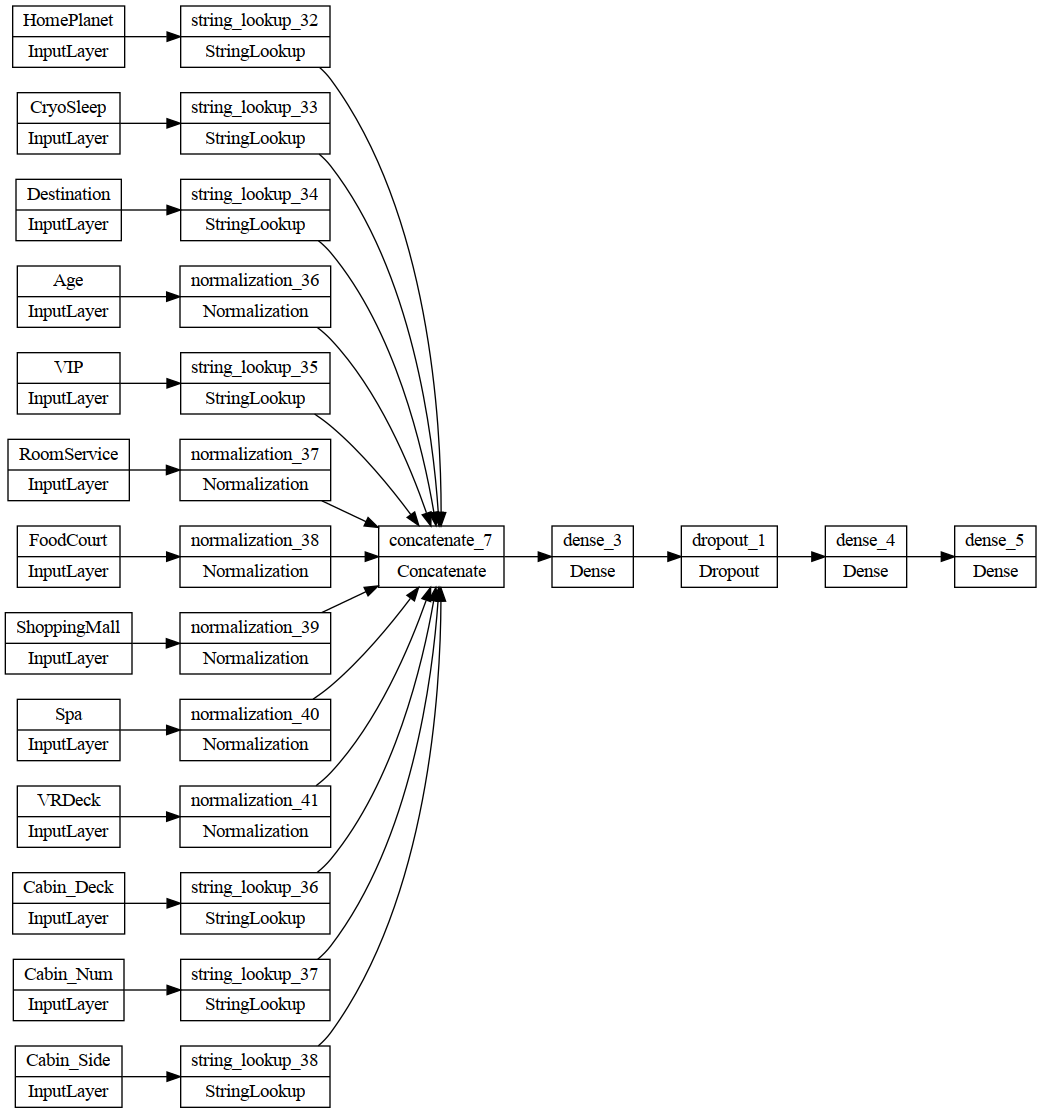 HomePlanet
InputLayer
string_lookup_32
StringLookup
CryoSleep
InputLayer
string_lookup_33
StringLookup
Destination
InputLayer
string_lookup_34
StringLookup
Age
InputLayer
normalization_36
Normalization
VIP
InputLayer
string_lookup_35
StringLookup
RoomService
InputLayer
normalization_37
Normalization
FoodCourt
InputLayer
normalization_38
Normalization
concatenate_7
Concatenate
dense_3
Dense
dropout_1
Dropout
dense_4
Dense
dense_5
Dense
ShoppingMall
InputLayer
normalization_39
Normalization
Spa
InputLayer
normalization_40
Normalization
VRDeck
InputLayer
normalization_41
Normalization
Cabin_Deck
InputLayer
string_lookup_36
StringLookup
Cabin_Num
InputLayer
string_lookup_37
StringLookup
Cabin_Side
InputLayer
string_lookup_38
StringLookup